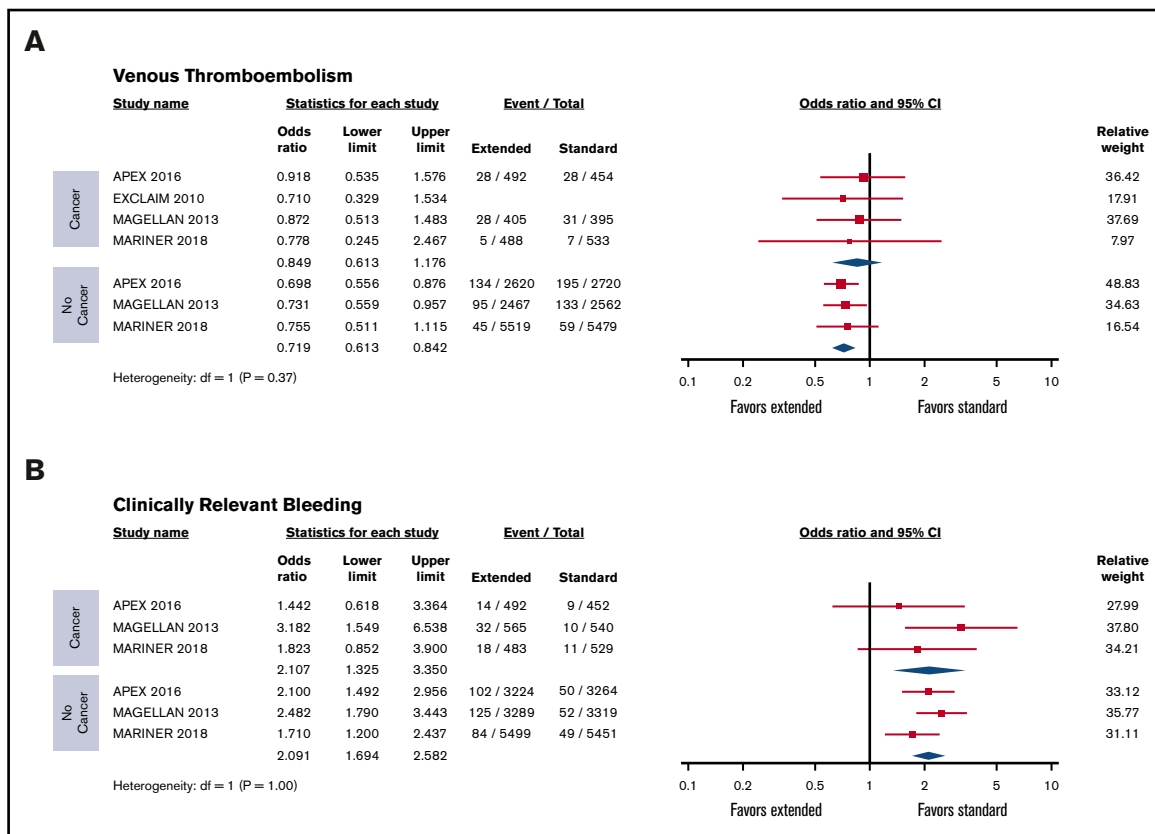 A
Venous Thromboembolism
Study name Statistics for each study Event / Total Odds ratio and 95% CI
Odds ratio Lower limit Upper limit Extended Standard Relative weight
Cancer
APEX 2016 0.918 0.535 1.576 28 / 492 28 / 454 36.42
EXCLAIM 2010 0.710 0.329 1.534 17.91
MAGELLAN 2013 0.872 0.513 1.483 28 / 405 31 / 395 37.69
MARINER 2018 0.778 0.245 2.467 5 / 488 7 / 533 7.97
0.849 0.613 1.176
No Cancer
APEX 2016 0.698 0.556 0.876 134 / 2620 195 / 2720 48.83
MAGELLAN 2013 0.731 0.559 0.957 95 / 2467 133 / 2562 34.63
MARINER 2018 0.755 0.511 1.115 45 / 5519 59 / 5479 16.54
0.719 0.613 0.842
Heterogeneity: df = 1 (P = 0.37)
0.1 0.2 0.5 1 2 5 10
Favors extended Favors standard
B
Clinically Relevant Bleeding
Study name Statistics for each study Event / Total Odds ratio and 95% CI
Odds ratio Lower limit Upper limit Extended Standard Relative weight
Cancer
APEX 2016 1.442 0.618 3.364 14 / 492 9 / 452 27.99
MAGELLAN 2013 3.182 1.549 6.538 32 / 565 10 / 540 37.80
MARINER 2018 1.823 0.852 3.900 18 / 483 11 / 529 34.21
2.107 1.325 3.350
No Cancer
APEX 2016 2.100 1.492 2.956 102 / 3224 50 / 3264 33.12
MAGELLAN 2013 2.482 1.790 3.443 125 / 3289 52 / 3319 35.77
MARINER 2018 1.710 1.200 2.437 84 / 5499 49 / 5451 31.11
2.091 1.694 2.582
Heterogeneity: df = 1 (P = 1.00)
0.1 0.2 0.5 1 2 5 10
Favors extended Favors standard